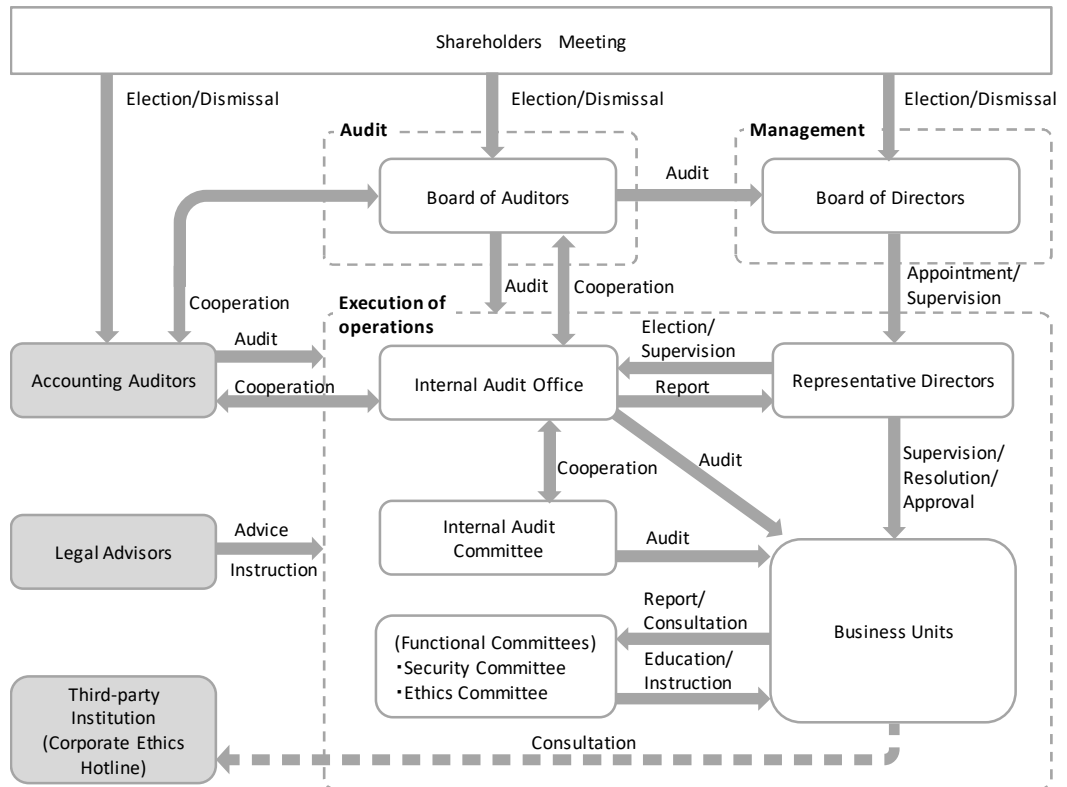 Shareholders Meeting
Election/Dismissal
Election/Dismissal
Election/Dismissal
Audit
Management
Board of Auditors
Audit
Board of Directors
Cooperation
Audit
Cooperation
Appointment/
Supervision
Execution of
operations
Audit
Election/
Supervision
Accounting Auditors
Cooperation
Internal Audit Office
Report
Representative Directors
Cooperation
Audit
Supervision/
Resolution/
Approval
Legal Advisors
Advice
Instruction
Internal Audit
Committee
Audit
Report/
Consultation
Business Units
(Functional Committees)
・Security Committee
・Ethics Committee
Education/
Instruction
Third-party
Institution
(Corporate Ethics
Hotline)
Consultation